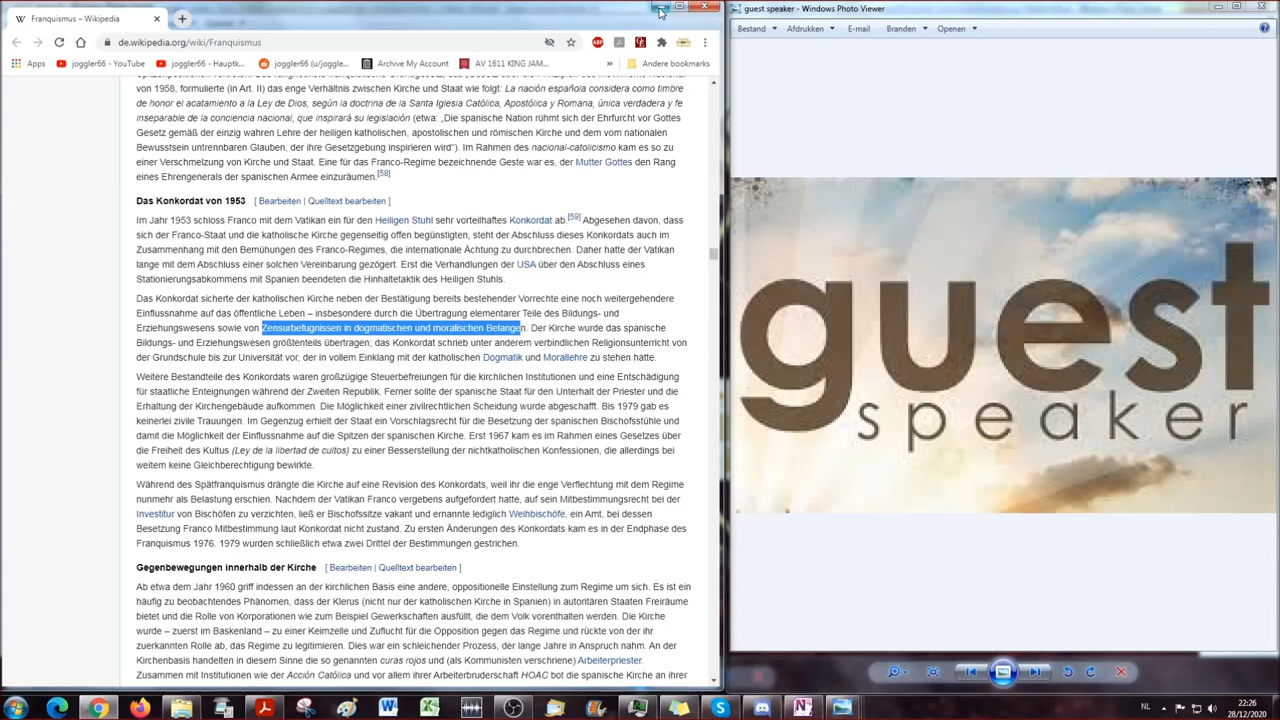 Franquismus – Wikipedia
guest speaker - Windows Photo Viewer
de.wikipedia.org/wiki/Franquismus
Bestand Afdrukken E-mail Branden Openen
Apps joggler66 - YouTube joggler66 - Hauptk... joggler66 (u/joggle... Archive My Account AV 1611 KING JAM... » Andere bookmarks
von 1958, formulierte (in Art. II) das enge Verhältnis zwischen Kirche und Staat wie folgt: La nación española considera como timbre
de honor el acatamiento a la Ley de Dios, según la doctrina de la Santa Iglesia Católica, Apostólica y Romana, única verdadera y fe
inseparable de la conciencia nacional, que inspirará su legislación (etwa: „Die spanische Nation rühmt sich der Ehrfurcht vor Gottes
Gesetz gemäß der einzig wahren Lehre der heiligen katholischen, apostolischen und römischen Kirche und dem vom nationalen
Bewusstsein untrennbaren Glauben, der ihre Gesetzgebung inspirieren wird“). Im Rahmen des nacional-catolicismo kam es so zu
einer Verschmelzung von Kirche und Staat. Eine für das Franco-Regime bezeichnende Geste war es, der Mutter Gottes den Rang
eines Ehrengenerals der spanischen Armee einzuräumen.[58]
Das Konkordat von 1953 [ Bearbeiten | Quelltext bearbeiten ]
Im Jahr 1953 schloss Franco mit dem Vatikan ein für den Heiligen Stuhl sehr vorteilhaftes Konkordat ab.[59] Abgesehen davon, dass
sich der Franco-Staat und die katholische Kirche gegenseitig offen begünstigten, steht der Abschluss dieses Konkordats auch im
Zusammenhang mit den Bemühungen des Franco-Regimes, die internationale Ächtung zu durchbrechen. Daher hatte der Vatikan
lange mit dem Abschluss einer solchen Vereinbarung gezögert. Erst die Verhandlungen der USA über den Abschluss eines
Stationierungsabkommens mit Spanien beendeten die Hinhaltetaktik des Heiligen Stuhls.
Das Konkordat sicherte der katholischen Kirche neben der Bestätigung bereits bestehender Vorrechte eine noch weitergehendere
Einflussnahme auf das öffentliche Leben – insbesondere durch die Übertragung elementarer Teile des Bildungs- und
Erziehungswesens sowie von Zensurbefugnissen in dogmatischen und moralischen Belangen. Der Kirche wurde das spanische
Bildungs- und Erziehungswesen größtenteils übertragen; das Konkordat schrieb unter anderem verbindlichen Religionsunterricht von
der Grundschule bis zur Universität vor, der in vollem Einklang mit der katholischen Dogmatik und Morallehre zu stehen hatte.
Weitere Bestandteile des Konkordats waren großzügige Steuerbefreiungen für die kirchlichen Institutionen und eine Entschädigung
für staatliche Enteignungen während der Zweiten Republik. Ferner sollte der spanische Staat für den Unterhalt der Priester und die
Erhaltung der Kirchengebäude aufkommen. Die Möglichkeit einer zivilrechtlichen Scheidung wurde abgeschafft. Bis 1979 gab es
keinerlei zivile Trauungen. Im Gegenzug erhielt der Staat ein Vorschlagsrecht für die Besetzung der spanischen Bischofsstühle und
damit die Möglichkeit der Einflussnahme auf die Spitzen der spanischen Kirche. Erst 1967 kam es im Rahmen eines Gesetzes über
die Freiheit des Kultus (Ley de la libertad de cultos) zu einer Besserstellung der nichtkatholischen Konfessionen, die allerdings bei
weitem keine Gleichberechtigung bewirkte.
Während des Spätfranquismus drängte die Kirche auf eine Revision des Konkordats, weil ihr die enge Verflechtung mit dem Regime
nunmehr als Belastung erschien. Nachdem der Vatikan Franco vergebens aufgefordert hatte, auf sein Mitbestimmungsrecht bei der
Investitur von Bischöfen zu verzichten, ließ er Bischofssitze vakant und ernannte lediglich Weihbischöfe, ein Amt, bei dessen
Besetzung Franco Mitbestimmung laut Konkordat nicht zustand. Zu ersten Änderungen des Konkordats kam es in der Endphase des
Franquismus 1976. 1979 wurden schließlich etwa zwei Drittel der Bestimmungen gestrichen.
Gegenbewegungen innerhalb der Kirche [ Bearbeiten | Quelltext bearbeiten ]
Ab etwa dem Jahr 1960 griff indessen an der kirchlichen Basis eine andere, oppositionelle Einstellung zum Regime um sich. Es ist ein
häufig zu beobachtendes Phänomen, dass der Klerus (nicht nur der katholischen Kirche in Spanien) in autoritären Staaten Freiräume
bietet und die Rolle von Korporationen wie zum Beispiel Gewerkschaften ausfüllt, die dem Volk vorenthalten werden. Die Kirche
wurde – zuerst im Baskenland – zu einer Keimzelle und Zuflucht für die Opposition gegen das Regime und rückte von der ihr
zuerkannten Rolle ab, das Regime zu legitimieren. Dies war ein schleichender Prozess, der lange Jahre in Anspruch nahm. An der
Kirchenbasis handelten in diesem Sinne die so genannten curas rojos und (als Kommunisten verschriene) Arbeiterpriester.
Zusammen mit Institutionen wie der Acción Católica und vor allem ihrer Arbeiterbruderschaft HOAC bot die spanische Kirche an ihrer
guest
speaker
NL
22:26
28/12/2020